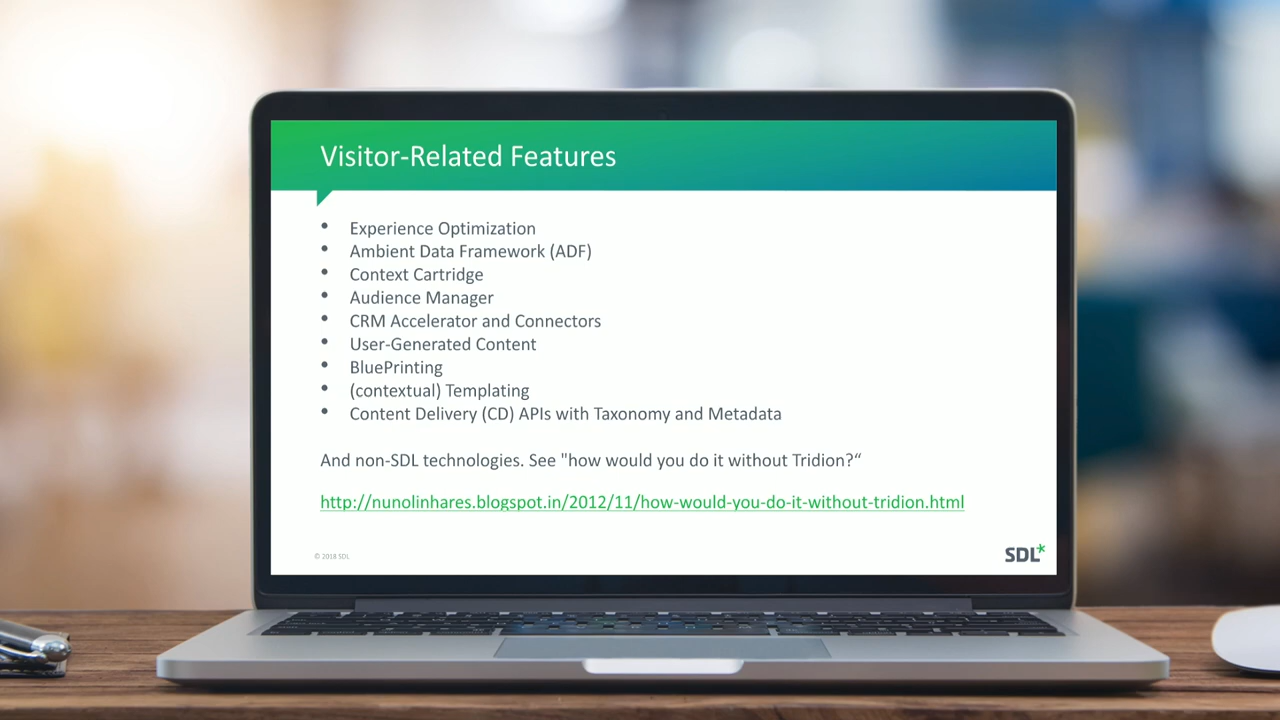 Visitor-Related Features
• Experience Optimization
• Ambient Data Framework (ADF)
• Context Cartridge
• Audience Manager
• CRM Accelerator and Connectors
• User-Generated Content
• BluePrinting
• (contextual) Templating
• Content Delivery (CD) APIs with Taxonomy and Metadata
And non-SDL technologies. See "how would you do it without Tridion?“
http://nunolinhares.blogspot.in/2012/11/how-would-you-do-it-without-tridion.html
© 2018 SDL
SDL*